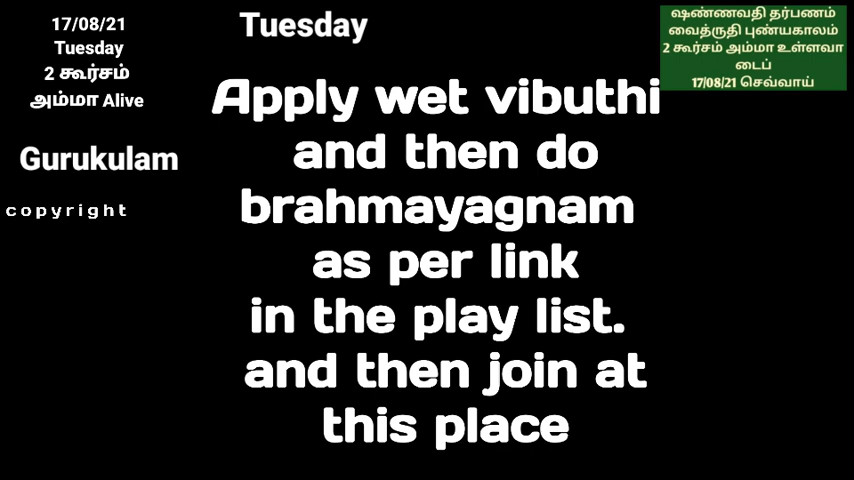 17/08/21
Tuesday
2 கூர்சம்
அம்மா Alive
Gurukulam
copyright
Tuesday
Apply wet vibuthi
and then do
brahmayagnam
as per link
in the play list.
and then join at
this place
ஷண்ணவதி தர்பணம்
வைத்ருதி புண்யகாலம்
2 கூர்சம் அம்மா உள்ளவா
டைப்
17/08/21 செவ்வாய்